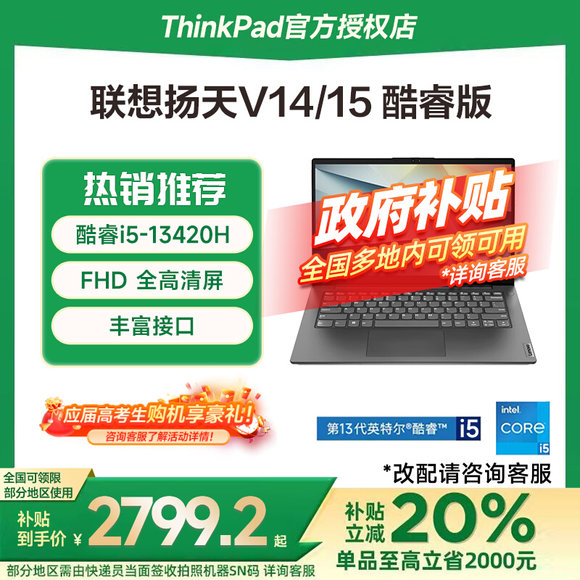 ThinkPad官方授权店
联想扬天V14/15 酷睿版
热销推荐
酷睿i5-13420H
FHD 全高清屏
丰富接口
政府补贴
全国多地内可领可用
*详询客服
Lenovo
应届高考生购机享豪礼!
咨询客服了解活动详情!
第13代英特尔®酷睿™ i5
intel.
CORE
i5
*改配请咨询客服
全国可领限
部分地区使用
补贴
到手价 ¥2799.2起
补贴
立减 20%
单品至高立省2000元
部分地区需由快递员当面签收拍照机器SN码 详询客服